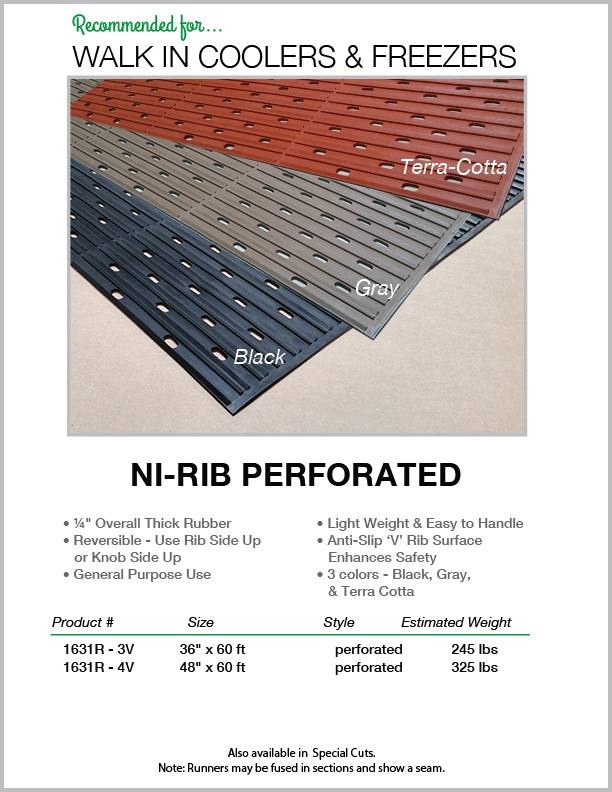 Recommended for...
WALK IN COOLERS & FREEZERS
Terra-Cotta
Gray
Black
NI-RIB PERFORATED
• ¼" Overall Thick Rubber
• Reversible - Use Rib Side Up
or Knob Side Up
• General Purpose Use
• Light Weight & Easy to Handle
• Anti-Slip ‘V’ Rib Surface
Enhances Safety
• 3 colors - Black, Gray,
& Terra Cotta
Product # Size Style Estimated Weight
1631R - 3V 36" x 60 ft perforated 245 lbs
1631R - 4V 48" x 60 ft perforated 325 lbs
Also available in Special Cuts.
Note: Runners may be fused in sections and show a seam.